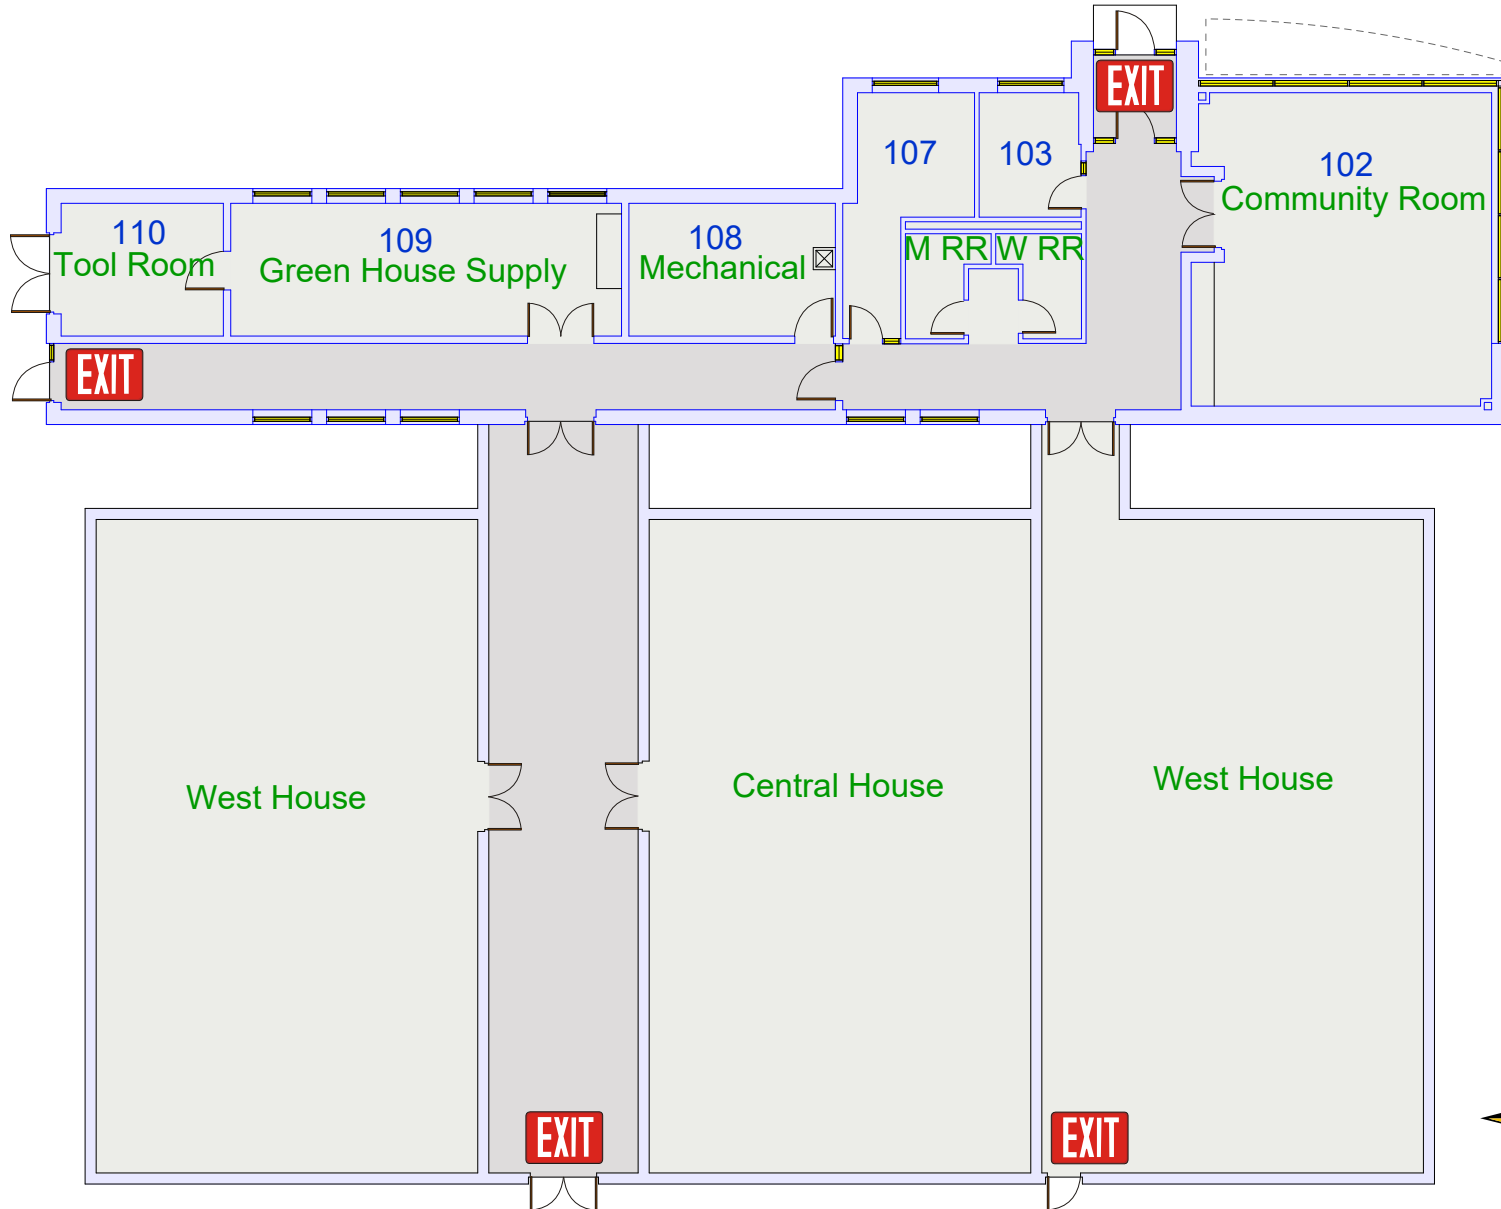 EXIT
107
103
102
Community Room
110
Tool Room
109
Green House Supply
108
Mechanical
M RR
W RR
EXIT
West House
Central House
West House
EXIT
EXIT